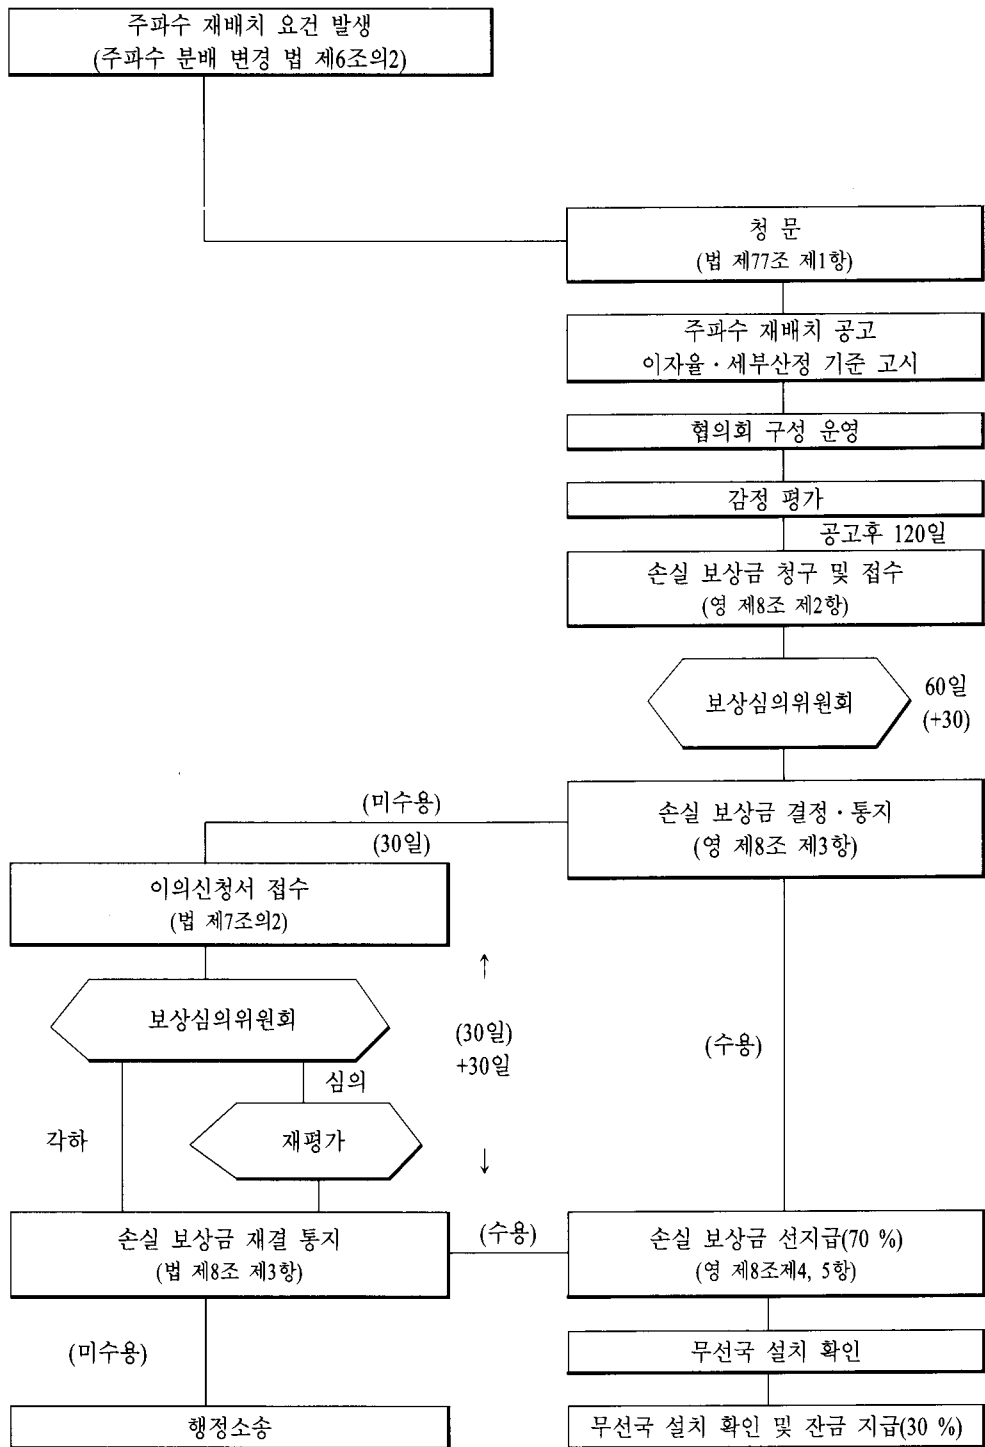 주파수 재배치 요건 발생
(주파수 분배 변경 법 제6조의2)
청 문
(법 제77조 제1항)
주파수 재배치 공고
이자율·세부산정 기준 고시
협의회 구성 운영
감정 평가
공고후 120일
손실 보상금 청구 및 접수
(영 제8조 제2항)
보상심의위원회
60일
(+30)
손실 보상금 결정·통지
(영 제8조 제3항)
(미수용)
(30일)
이의신청서 접수
(법 제7조의2)
보상심의위원회
↑
(30일)
+30일
↓
(수용)
심의
각하
재평가
손실 보상금 재결 통지
(법 제8조 제3항)
(수용)
손실 보상금 선지급(70 %)
(영 제8조제4, 5항)
(미수용)
무선국 설치 확인
행정소송
무선국 설치 확인 및 잔금 지급(30 %)